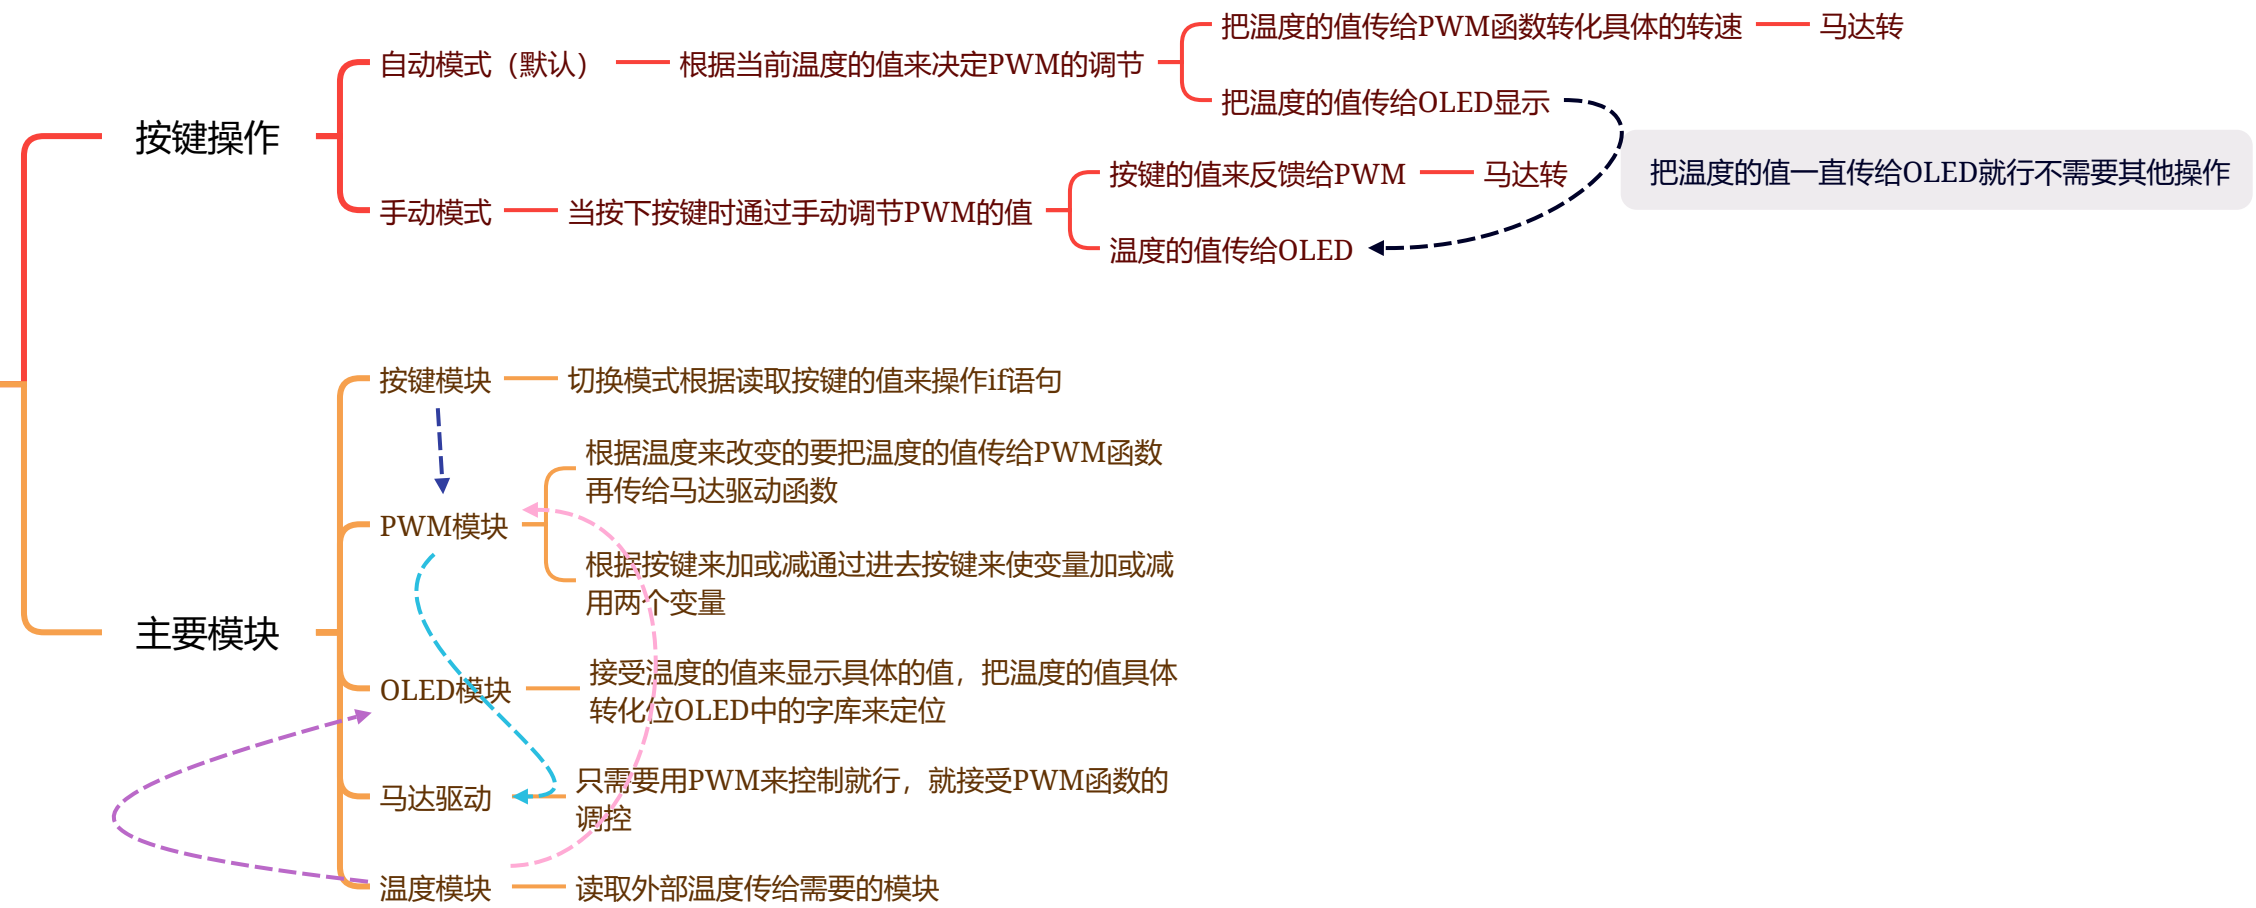 按键操作
自动模式（默认）
根据当前温度的值来决定PWM的调节
把温度的值传给PWM函数转化具体的转速
马达转
把温度的值传给OLED显示
手动模式
当按下按键时通过手动调节PWM的值
按键的值来反馈给PWM
马达转
温度的值传给OLED
把温度的值一直传给OLED就行不需要其他操作
主要模块
按键模块
切换模式根据读取按键的值来操作if语句
PWM模块
根据温度来改变的要把温度的值传给PWM函数
再传给马达驱动函数
根据按键来加或减通过进去按键来使变量加或减
用两个变量
OLED模块
接受温度的值来显示具体的值，把温度的值具体
转化位OLED中的字库来定位
马达驱动
只需要用PWM来控制就行，就接受PWM函数的
调控
温度模块
读取外部温度传给需要的模块